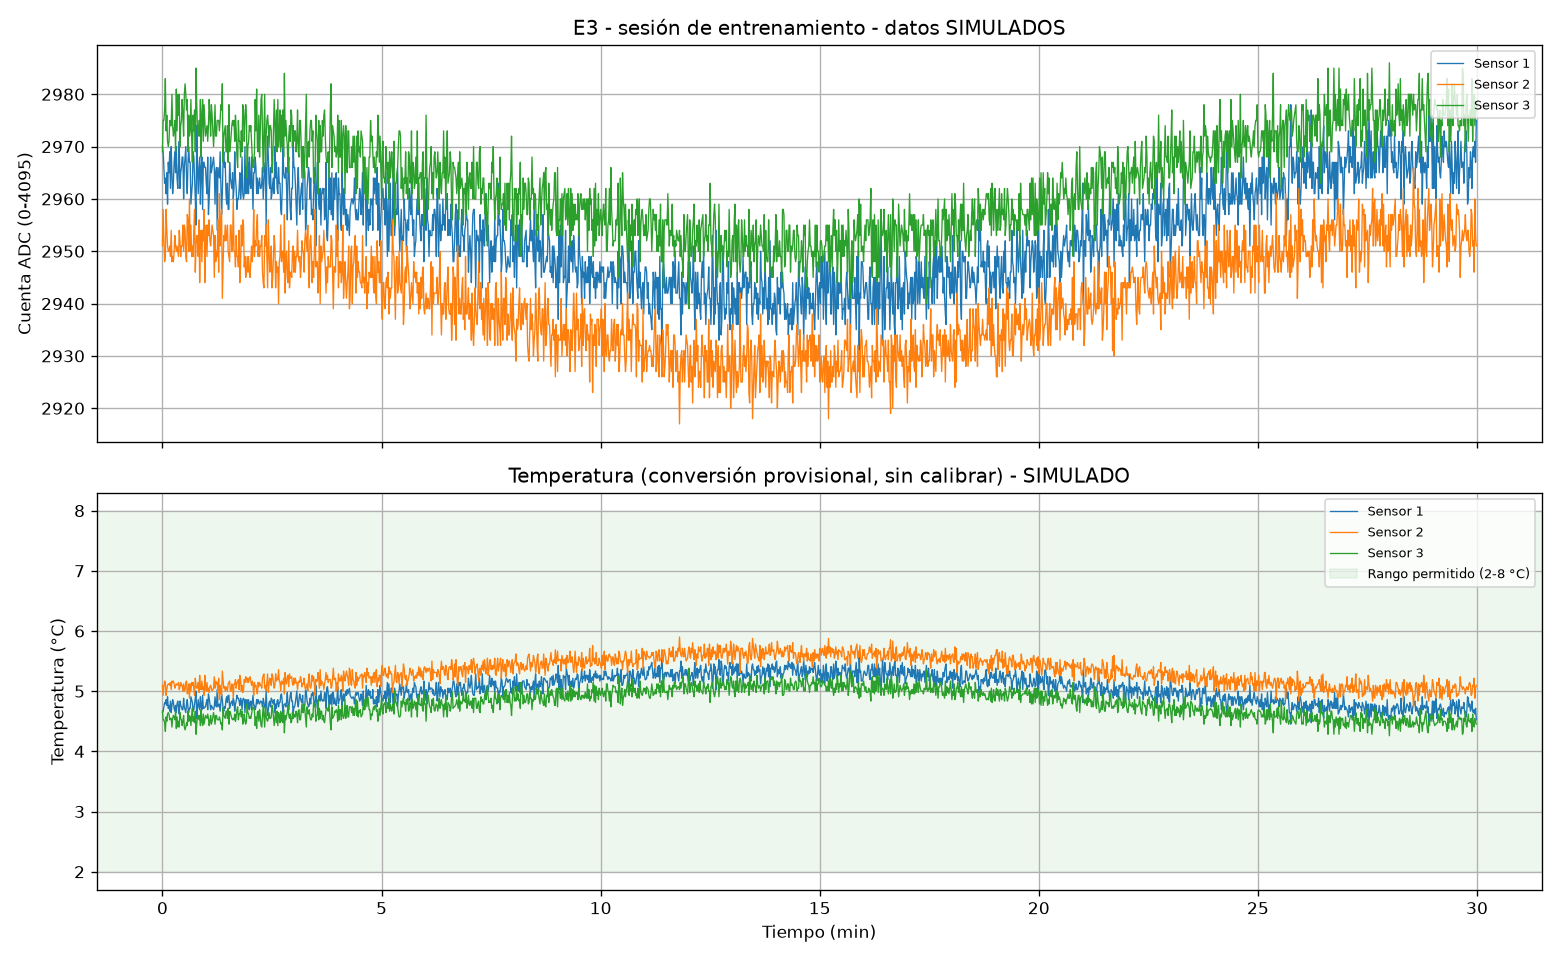 E3 - sesión de entrenamiento - datos SIMULADOS
Cuenta ADC (0-4095)
2980
2970
2960
2950
2940
2930
2920
Sensor 1
Sensor 2
Sensor 3
Temperatura (conversión provisional, sin calibrar) - SIMULADO
Temperatura (°C)
8
7
6
5
4
3
2
Sensor 1
Sensor 2
Sensor 3
Rango permitido (2-8 °C)
0 5 10 15 20 25 30
Tiempo (min)